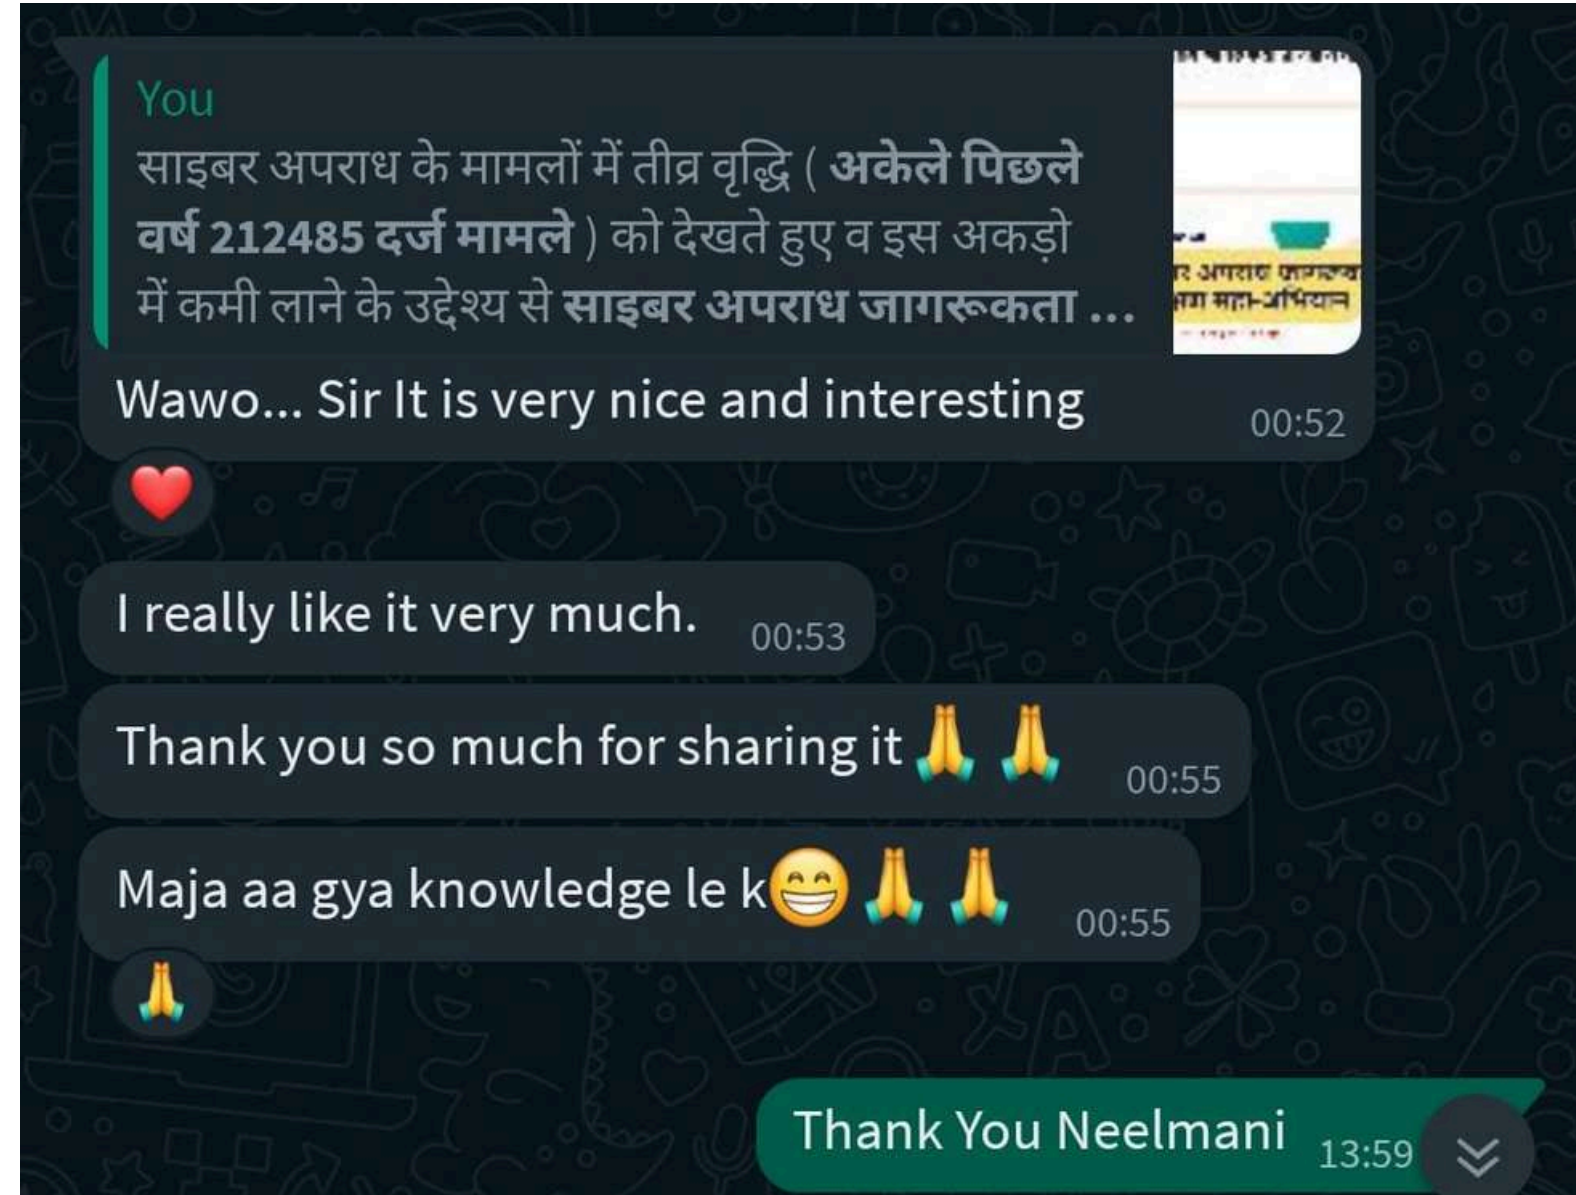 You
साइबर अपराध के मामलों में तीव्र वृद्धि ( अकेले पिछले
वर्ष 212485 दर्ज मामले ) को देखते हुए व इस अकड़ो
में कमी लाने के उद्देश्य से साइबर अपराध जागरूकता ...
अपराध
महा-अभियान
Wawo... Sir It is very nice and interesting
00:52
❤️
I really like it very much.
00:53
Thank you so much for sharing it 🙏 🙏
00:55
Maja aa gya knowledge le k😁 🙏 🙏
00:55
🙏
Thank You Neelmani
13:59